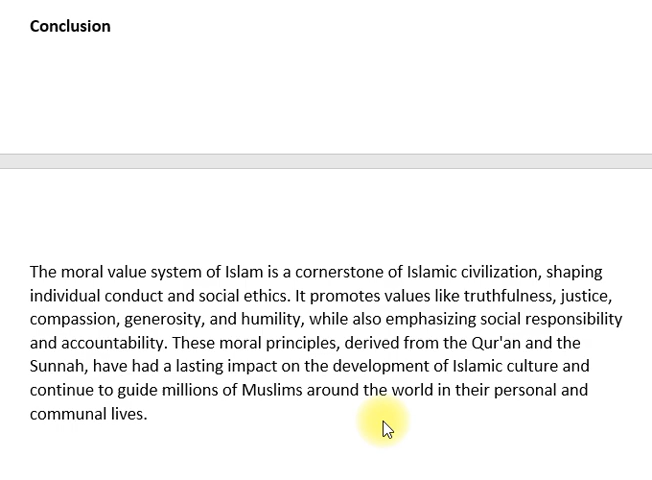 Conclusion
The moral value system of Islam is a cornerstone of Islamic civilization, shaping
individual conduct and social ethics. It promotes values like truthfulness, justice,
compassion, generosity, and humility, while also emphasizing social responsibility
and accountability. These moral principles, derived from the Qur'an and the
Sunnah, have had a lasting impact on the development of Islamic culture and
continue to guide millions of Muslims around the world in their personal and
communal lives.